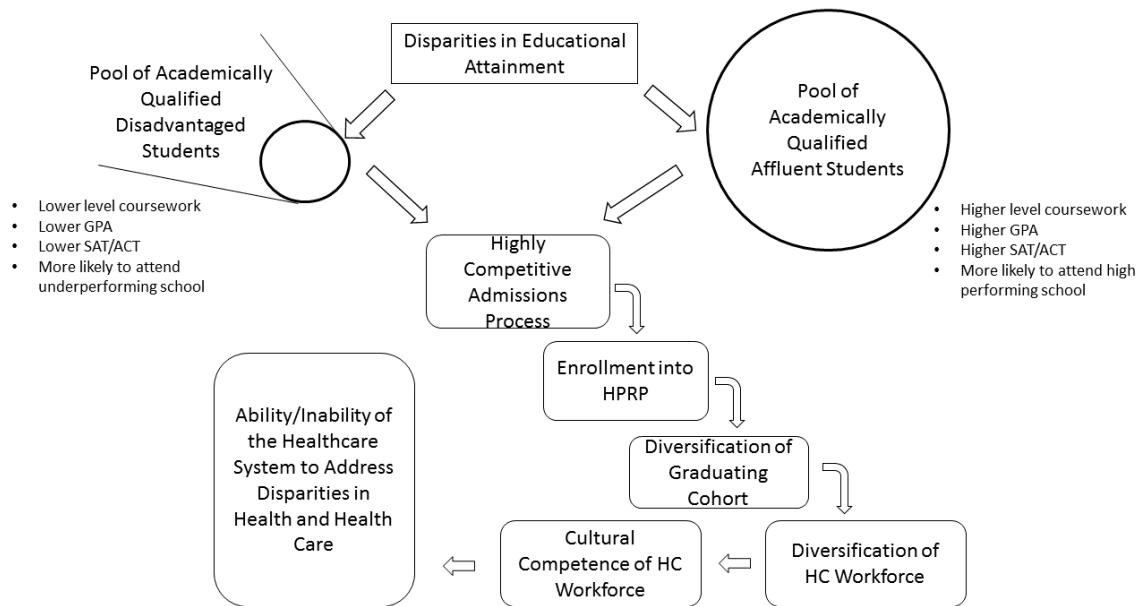 Disparities in Educational
Attainment
Pool of Academically
Qualified
Disadvantaged
Students
Pool of
Academically
Qualified
Affluent Students
• Lower level coursework
• Lower GPA
• Lower SAT/ACT
• More likely to attend
underperforming school
• Higher level coursework
• Higher GPA
• Higher SAT/ACT
• More likely to attend high
performing school
Highly
Competitive
Admissions
Process
Enrollment into
HPRP
Diversification of
Graduating
Cohort
Diversification of
HC Workforce
Cultural
Competence of HC
Workforce
Ability/Inability of
the Healthcare
System to Address
Disparities in
Health and Health
Care